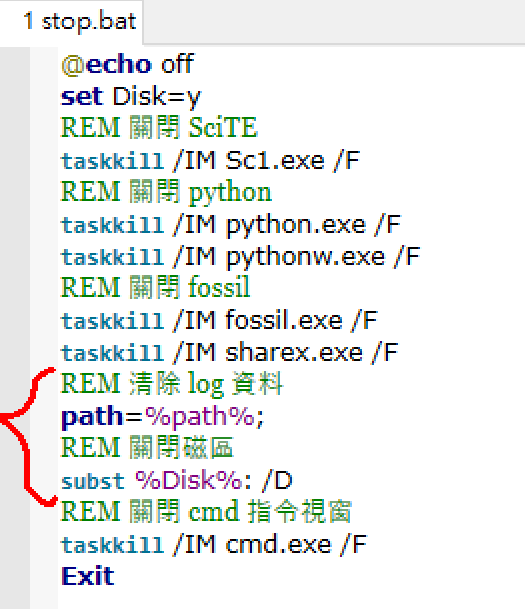 1 stop.bat
@echo off
set Disk=y
REM 關閉 SciTE
taskkill /IM Sc1.exe /F
REM 關閉 python
taskkill /IM python.exe /F
taskkill /IM pythonw.exe /F
REM 關閉 fossil
taskkill /IM fossil.exe /F
taskkill /IM sharex.exe /F
REM 清除 log 資料
path=%path%;
REM 關閉磁區
subst %Disk%: /D
REM 關閉 cmd 指令視窗
taskkill /IM cmd.exe /F
Exit